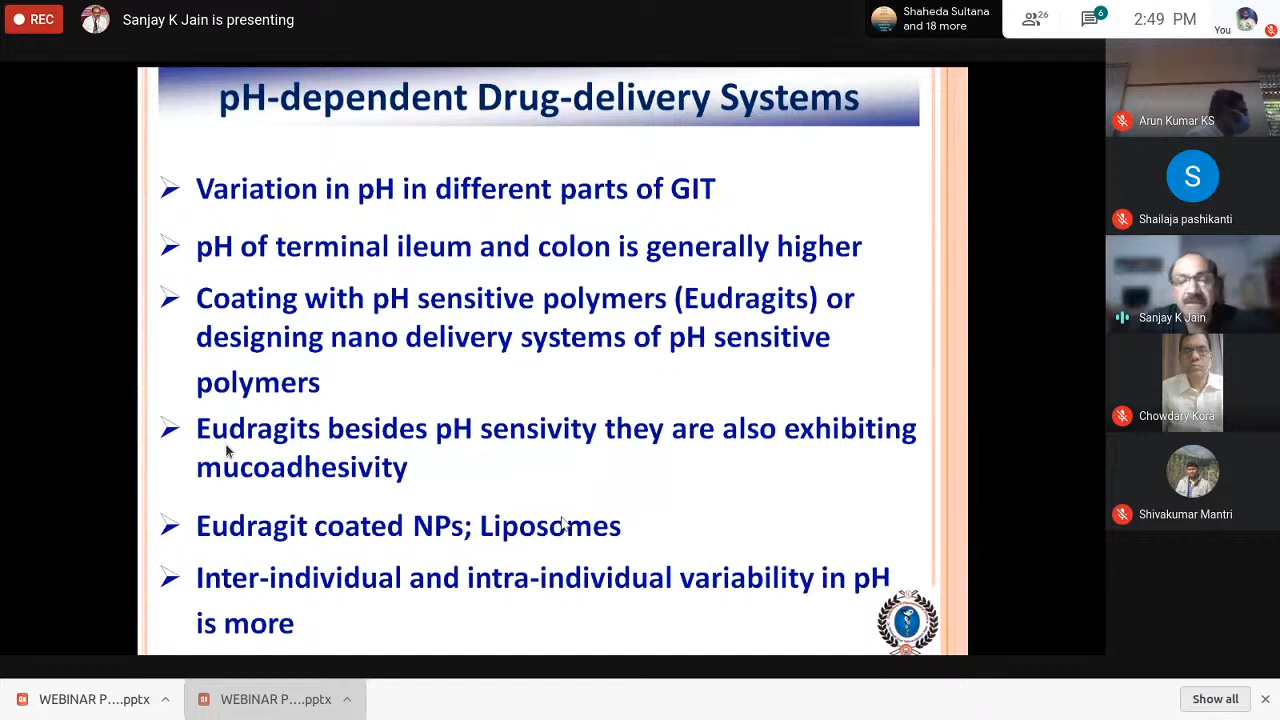 REC
Sanjay K Jain is presenting
Shaheda Sultana
and 18 more
26
6
2:49 PM
You
pH-dependent Drug-delivery Systems
Variation in pH in different parts of GIT
pH of terminal ileum and colon is generally higher
Coating with pH sensitive polymers (Eudragits) or
designing nano delivery systems of pH sensitive
polymers
Eudragits besides pH sensivity they are also exhibiting
mucoadhesivity
Eudragit coated NPs; Liposomes
Inter-individual and intra-individual variability in pH
is more
Arun Kumar KS
S
Shailaja pashikanti
Sanjay K Jain
Chowdary Kora
Shivakumar Mantri
WEBINAR P....pptx
WEBINAR P....pptx
Show all